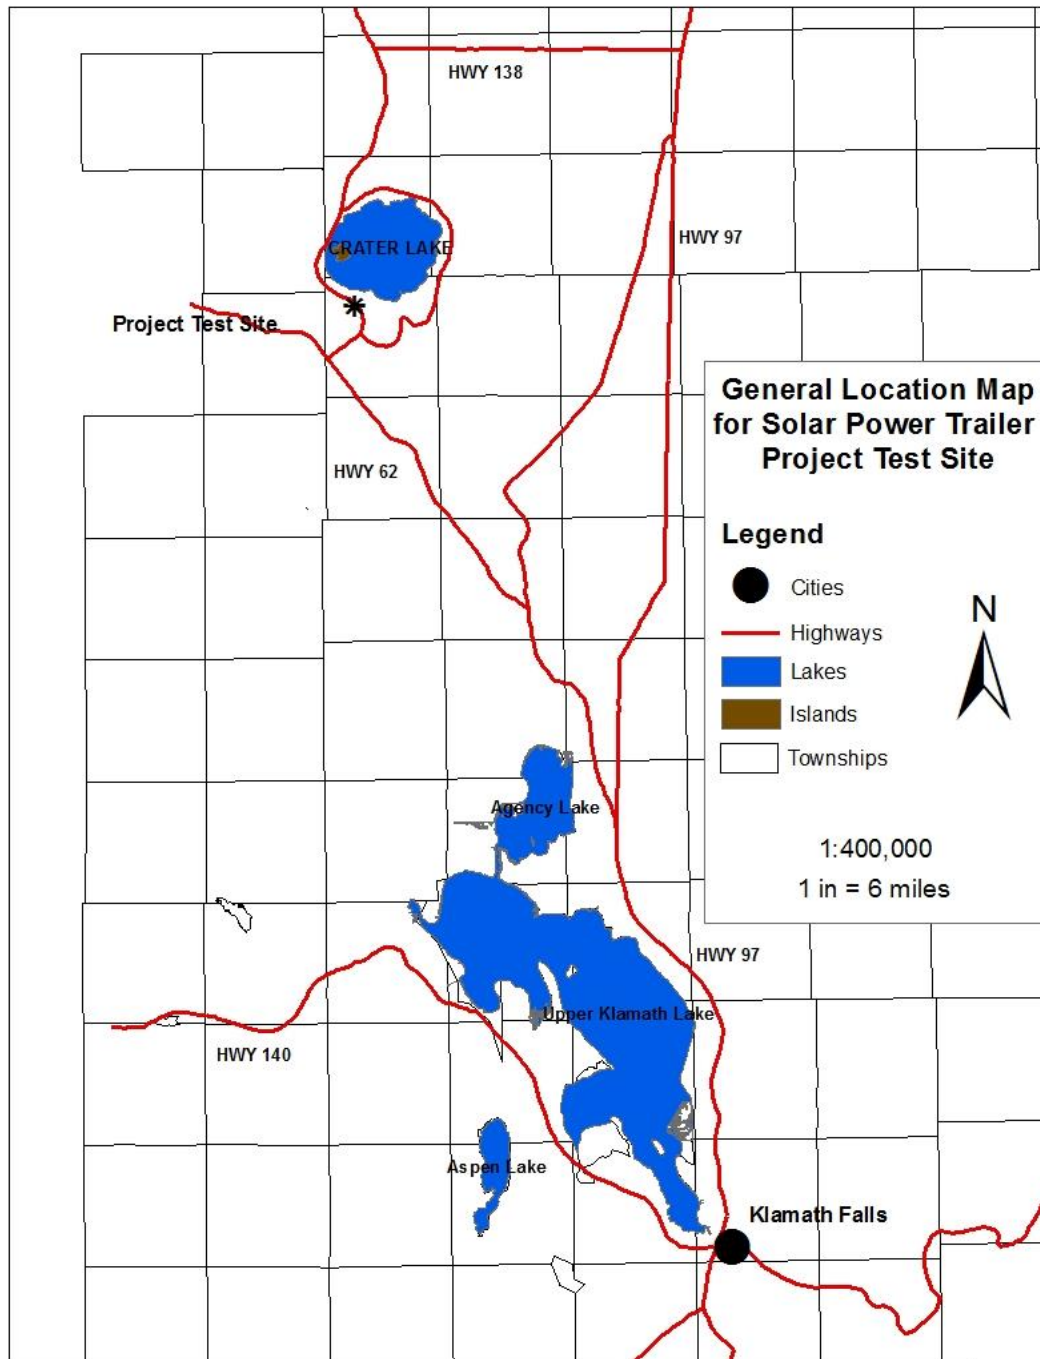 HWY 138
HWY 97
CRATER LAKE
Project Test Site
General Location Map
for Solar Power Trailer
Project Test Site
HWY 62
Legend
Cities
Highways
Lakes
Islands
Townships
N
1:400,000
1 in = 6 miles
Agency Lake
HWY 97
Upper Klamath Lake
HWY 140
Aspen Lake
Klamath Falls